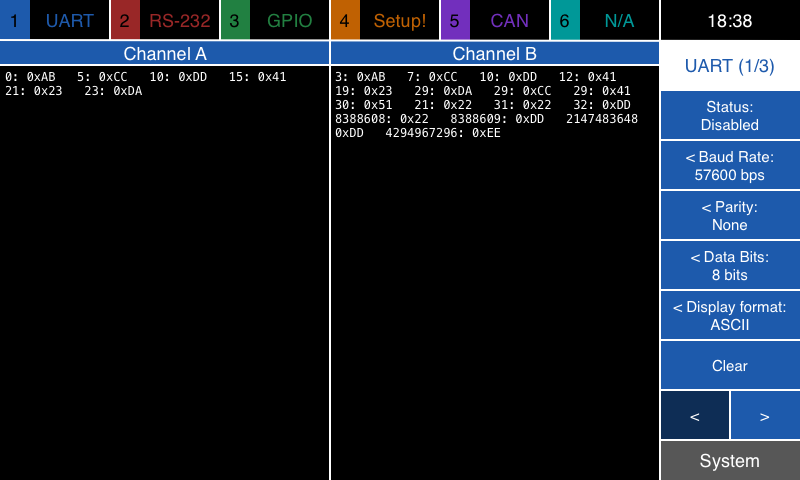 1 UART 2 RS-232 3 GPIO 4 Setup! 5 CAN 6 N/A 18:38
Channel A
0: 0xAB 5: 0xCC 10: 0xDD 15: 0x41
21: 0x23 23: 0xDA
Channel B
3: 0xAB 7: 0xCC 10: 0xDD 12: 0x41
19: 0x23 29: 0xDA 29: 0xCC 29: 0x41
30: 0x51 21: 0x22 31: 0x22 32: 0xDD
8388608: 0x22 8388609: 0xDD 2147483648
0xDD 4294967296: 0xEE
UART (1/3)
Status:
Disabled
< Baud Rate:
57600 bps
< Parity:
None
< Data Bits:
8 bits
< Display format:
ASCII
Clear
< >
System